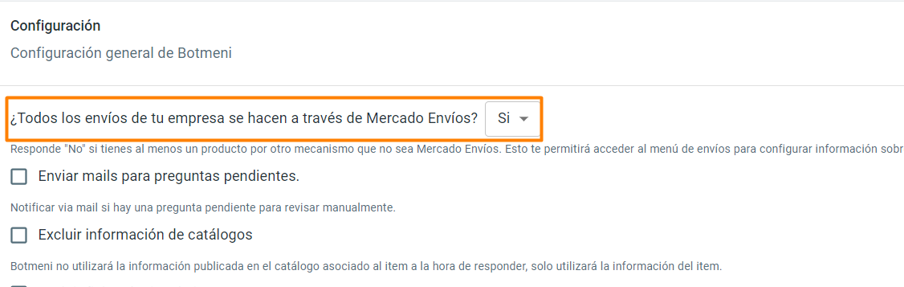 Configuración
Configuración general de Botmeni
¿Todos los envíos de tu empresa se hacen a través de Mercado Envíos? Si
Responde "No" si tienes al menos un producto por otro mecanismo que no sea Mercado Envíos. Esto te permitirá acceder al menú de envíos para configurar información sobr
Enviar mails para preguntas pendientes.
Notificar via mail si hay una pregunta pendiente para revisar manualmente.
Excluir información de catálogos
Botmeni no utilizará la información publicada en el catálogo asociado al item a la hora de responder, solo utilizará la información del item.